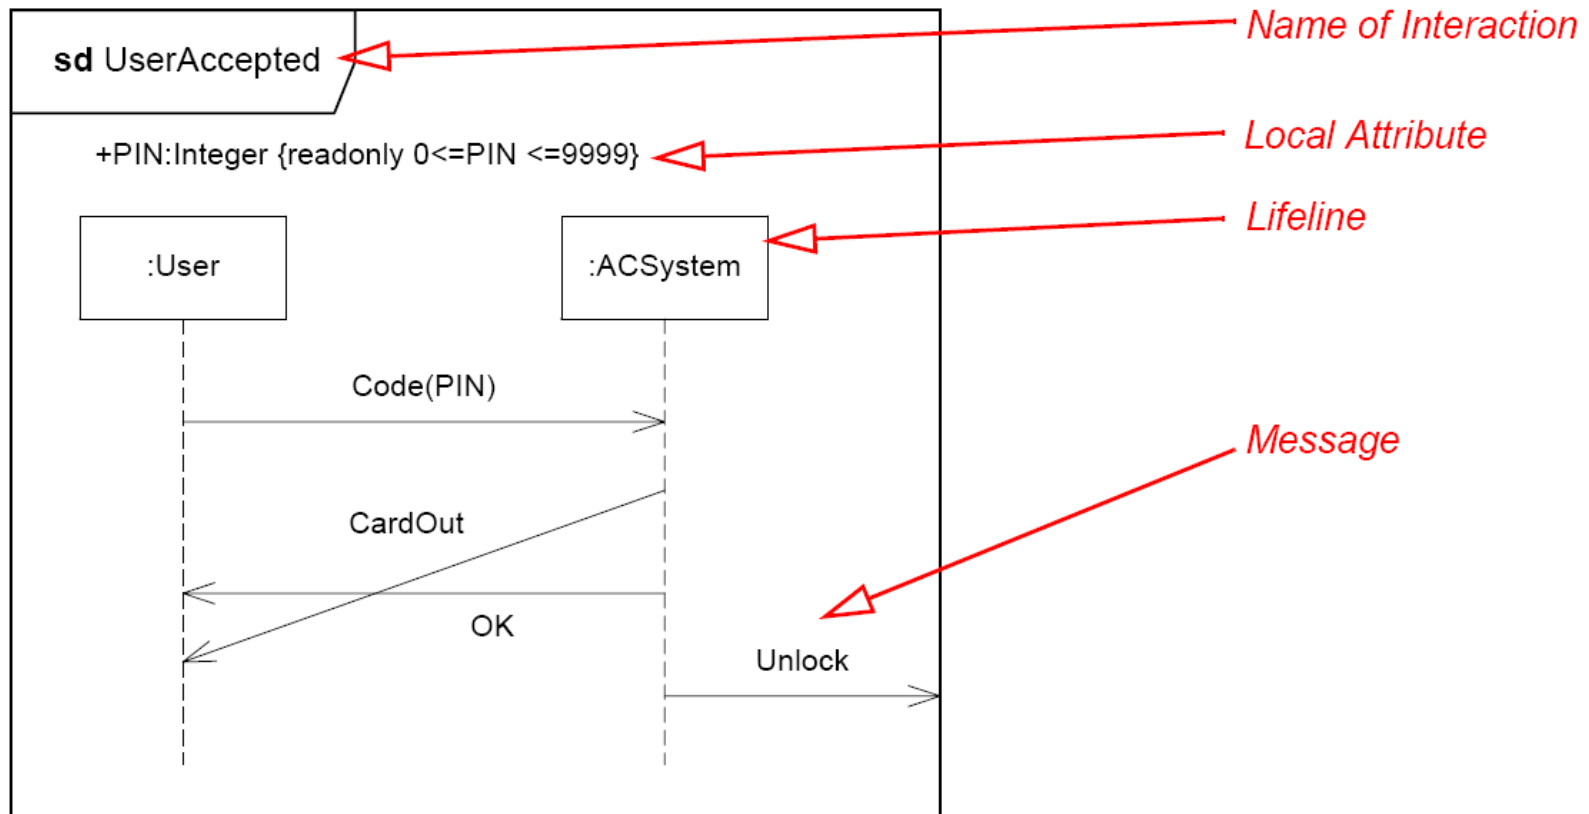 sd UserAccepted
Name of Interaction
+PIN:Integer {readonly 0<=PIN <=9999}
Local Attribute
Lifeline
:User
:ACSystem
Code(PIN)
Message
CardOut
OK
Unlock